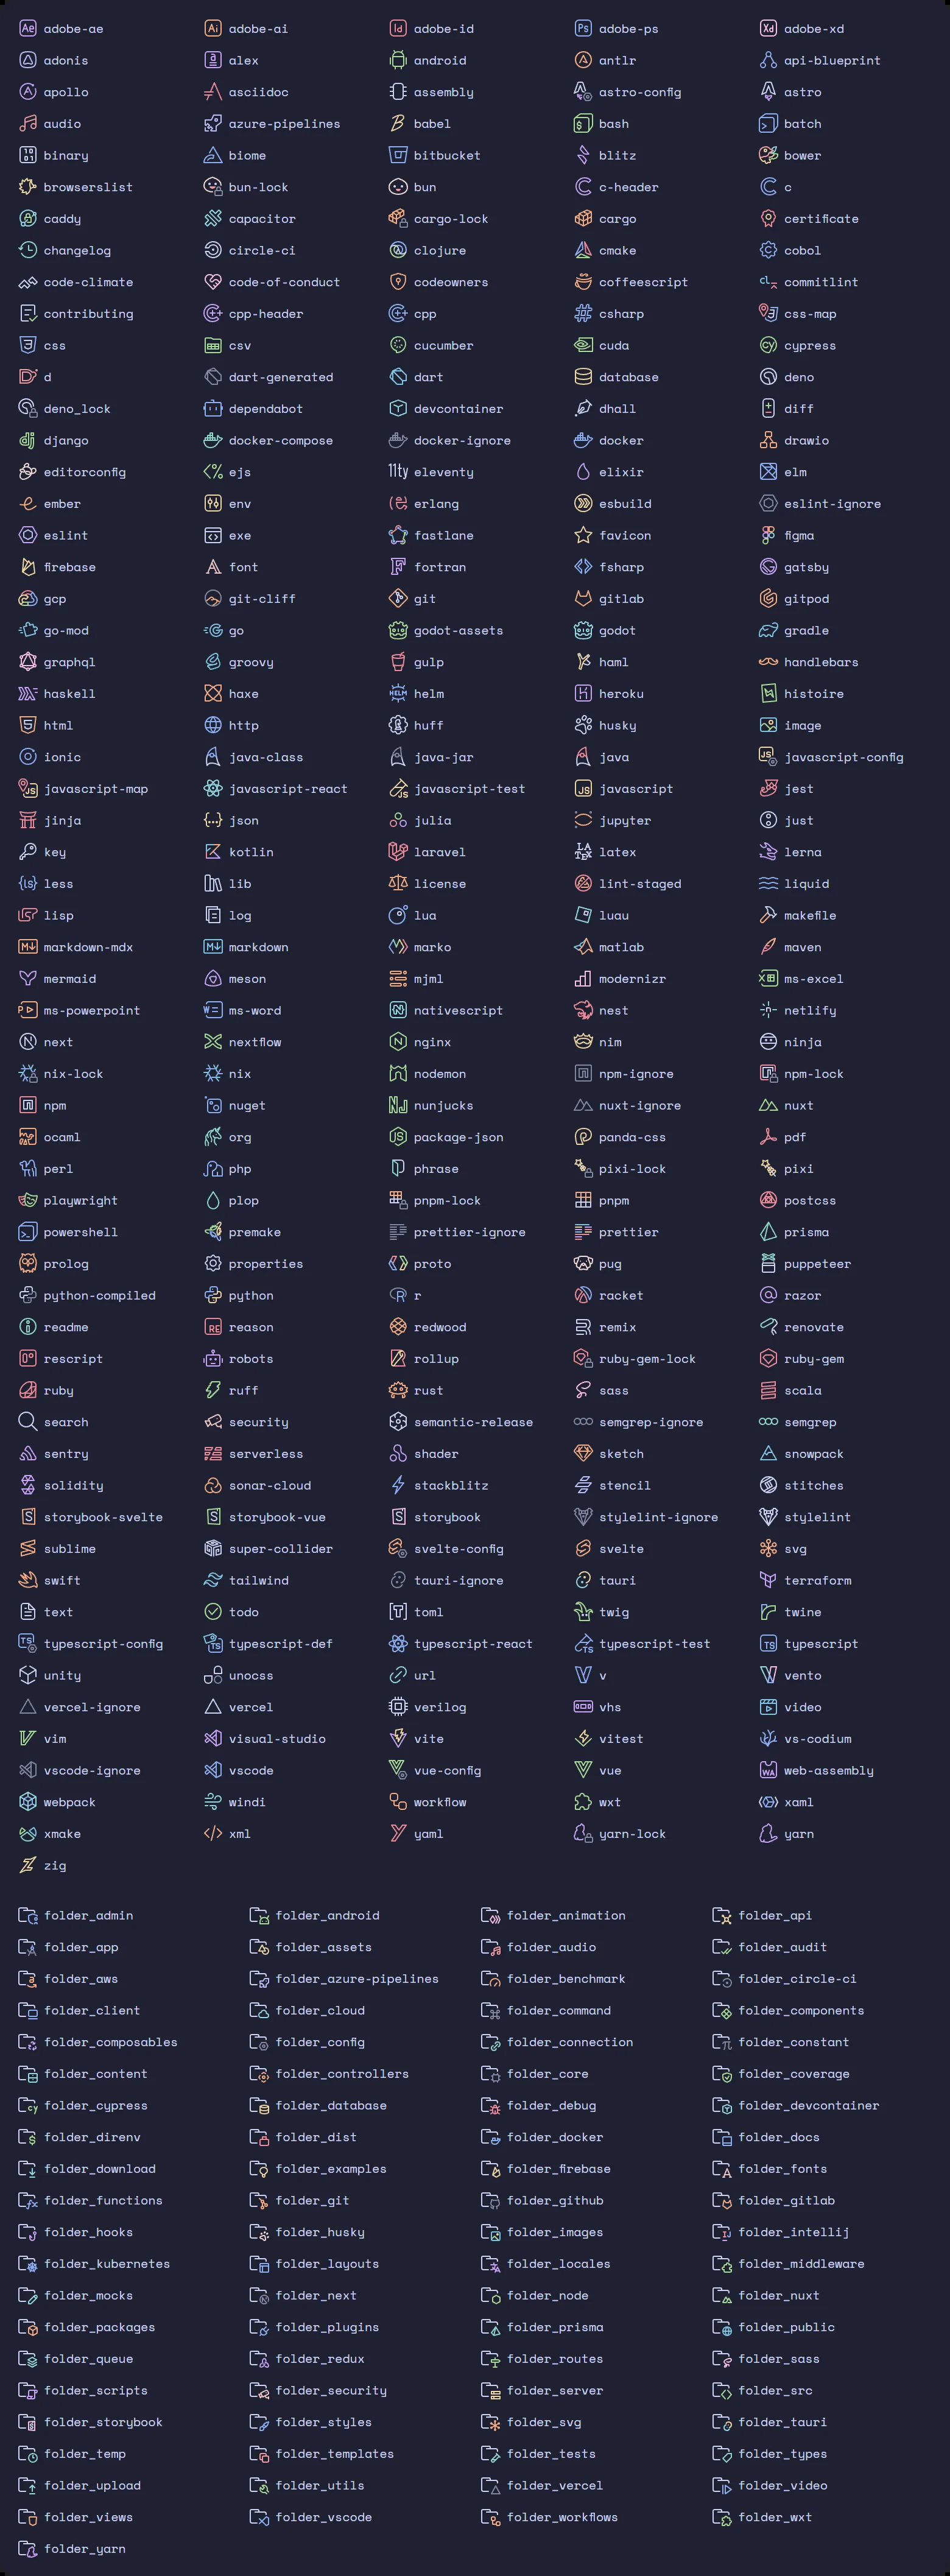 adobe-ae adobe-ai adobe-id adobe-ps adobe-xd
adonis alex android antlr api-blueprint
apollo asciidoc assembly astro-config astro
audio azure-pipelines babel bash batch
binary biome bitbucket blitz bower
browserslist bun-lock bun c-header c
caddy capacitor cargo-lock cargo certificate
changelog circle-ci clojure cmake cobol
code-climate code-of-conduct codeowners coffeescript commitlint
contributing cpp-header cpp csharp css-map
css csv cucumber cuda cypress
d dart-generated dart database deno
deno_lock dependabot devcontainer dhall diff
django docker-compose docker-ignore docker drawio
editorconfig ejs eleventy elixir elm
ember env erlang esbuild eslint-ignore
eslint exe fastlane favicon figma
firebase font fortran fsharp gatsby
gcp git-cliff git gitlab gitpod
go-mod go godot-assets godot gradle
graphql groovy gulp haml handlebars
haskell haxe helm heroku histoire
html http huff husky image
ionic java-class java-jar java javascript-config
javascript-map javascript-react javascript-test javascript jest
jinja json julia jupyter just
key kotlin laravel latex lerna
less lib license lint-staged liquid
lisp log lua luau makefile
markdown-mdx markdown marko matlab maven
mermaid meson mjml modernizr ms-excel
ms-powerpoint ms-word nativescript nest netlify
next nextflow nginx nim ninja
nix-lock nix nodemon npm-ignore npm-lock
npm nuget nunjucks nuxt-ignore nuxt
ocaml org package-json panda-css pdf
perl php phrase pixi-lock pixi
playwright plop pnpm-lock pnpm postcss
powershell premake prettier-ignore prettier prisma
prolog properties proto pug puppeteer
python-compiled python r racket razor
readme reason redwood remix renovate
rescript robots rollup ruby-gem-lock ruby-gem
ruby ruff rust sass scala
search security semantic-release semgrep-ignore semgrep
sentry serverless shader sketch snowpack
solidity sonar-cloud stackblitz stencil stitches
storybook-svelte storybook-vue storybook stylelint-ignore stylelint
sublime super-collider svelte-config svelte svg
swift tailwind tauri-ignore tauri terraform
text todo toml twig twine
typescript-config typescript-def typescript-react typescript-test typescript
unity unocss url v vento
vercel-ignore vercel verilog vhs video
vim visual-studio vite vitest vs-codium
vscode-ignore vscode vue-config vue web-assembly
webpack windi workflow wxt xaml
xmake xml yaml yarn-lock yarn
zig
folder_admin folder_android folder_animation folder_api
folder_app folder_assets folder_audio folder_audit
folder_aws folder_azure-pipelines folder_benchmark folder_circle-ci
folder_client folder_cloud folder_command folder_components
folder_composables folder_config folder_connection folder_constant
folder_content folder_controllers folder_core folder_coverage
folder_cypress folder_database folder_debug folder_devcontainer
folder_direnv folder_dist folder_docker folder_docs
folder_download folder_examples folder_firebase folder_fonts
folder_functions folder_git folder_github folder_gitlab
folder_hooks folder_husky folder_images folder_intellij
folder_kubernetes folder_layouts folder_locales folder_middleware
folder_mocks folder_next folder_node folder_nuxt
folder_packages folder_plugins folder_prisma folder_public
folder_queue folder_redux folder_routes folder_sass
folder_scripts folder_security folder_server folder_src
folder_storybook folder_styles folder_svg folder_tauri
folder_temp folder_templates folder_tests folder_types
folder_upload folder_utils folder_vercel folder_video
folder_views folder_vscode folder_workflows folder_wxt
folder_yarn